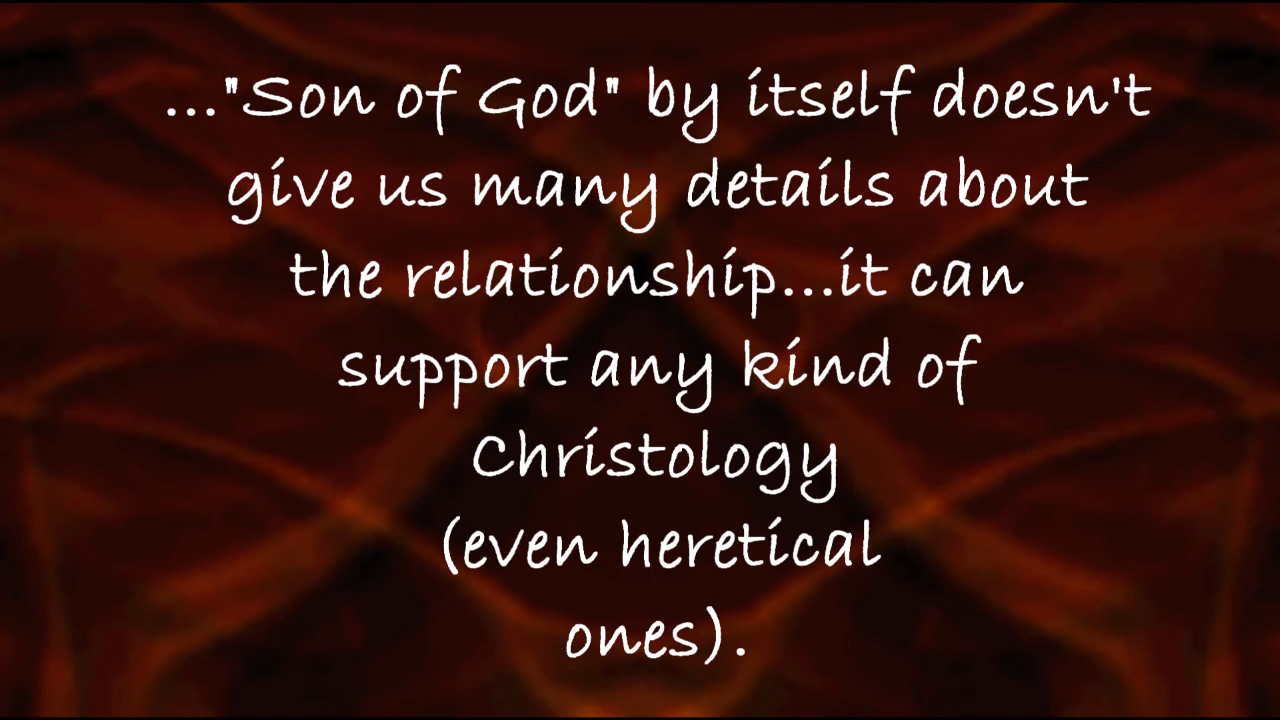 ..."Son of God" by itself doesn't
give us many details about
the relationship...it can
support any kind of
Christology
(even heretical
ones).